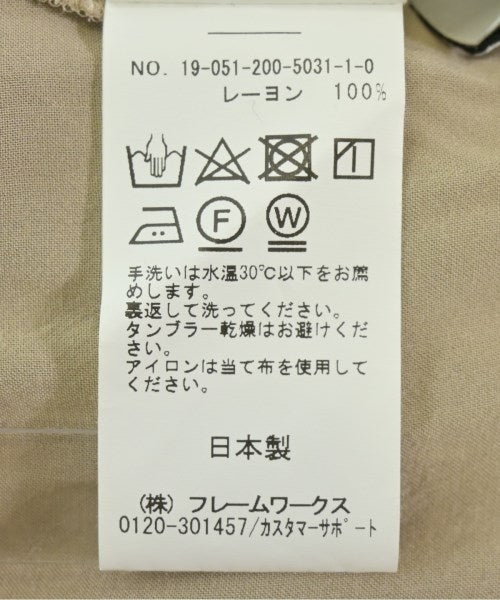 NO. 19-051-200-5031-1-0
レーヨン 100%
F W
手洗いは水温30℃以下をお薦
めします。
裏返して洗ってください。
タンブラー乾燥はお避けくだ
さい。
アイロンは当て布を使用して
ください。
日本製
(株) フレームワークス
0120-301457/カスタマーサポート